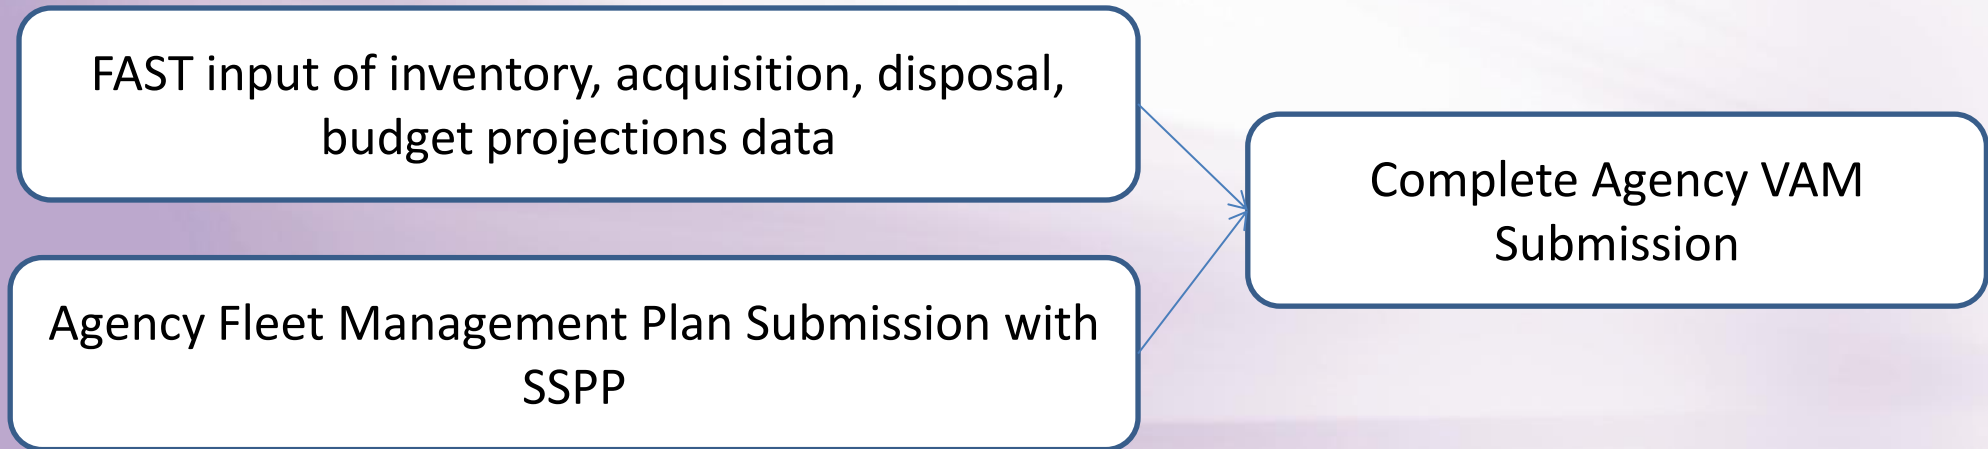 FAST input of inventory, acquisition, disposal,
budget projections data
Agency Fleet Management Plan Submission with
SSPP
Complete Agency VAM
Submission